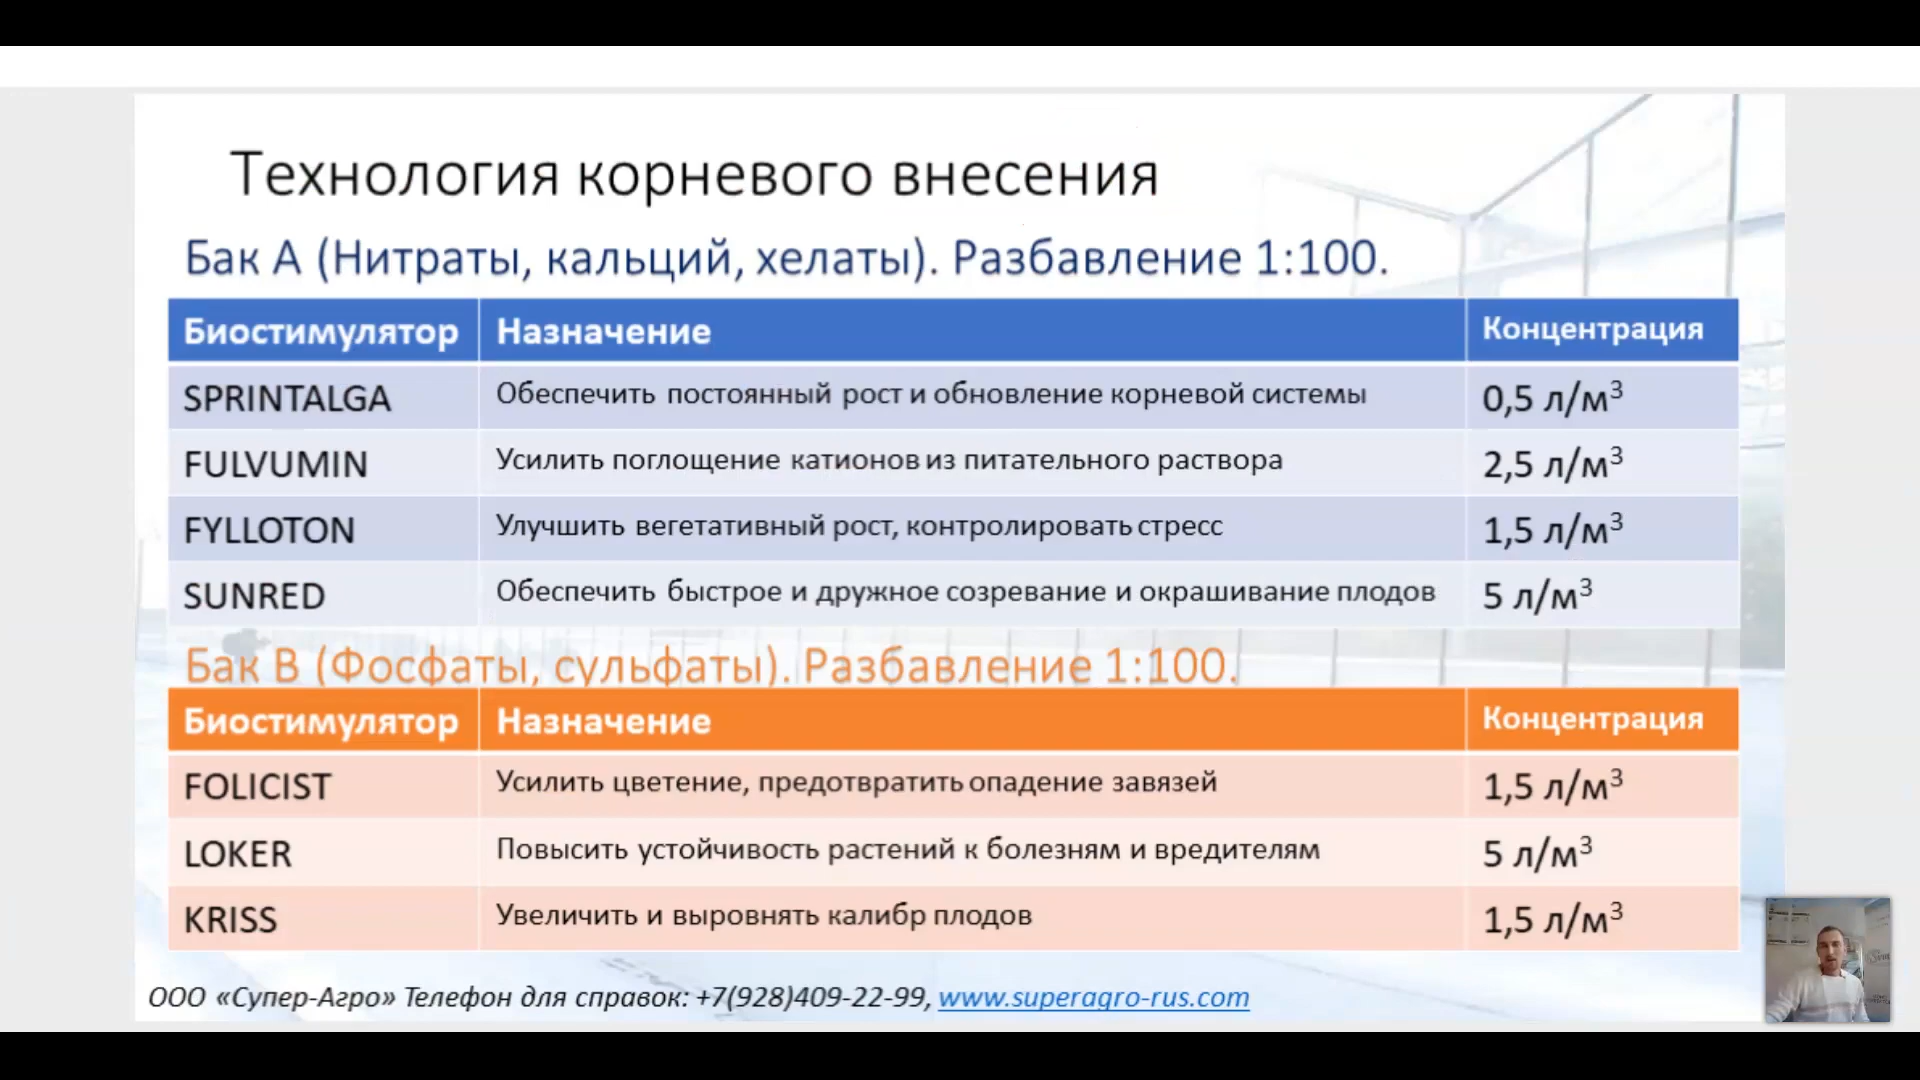 Технология корневого внесения
Бак А (Нитраты, кальций, хелаты). Разбавление 1:100.
Биостимулятор Назначение Концентрация
SPRINTALGA Обеспечить постоянный рост и обновление корневой системы 0,5 л/м³
FULVUMIN Усилить поглощение катионов из питательного раствора 2,5 л/м³
FYLLOTON Улучшить вегетативный рост, контролировать стресс 1,5 л/м³
SUNRED Обеспечить быстрое и дружное созревание и окрашивание плодов 5 л/м³
Бак В (Фосфаты, сульфаты). Разбавление 1:100.
Биостимулятор Назначение Концентрация
FOLICIST Усилить цветение, предотвратить опадение завязей 1,5 л/м³
LOKER Повысить устойчивость растений к болезням и вредителям 5 л/м³
KRISS Увеличить и выровнять калибр плодов 1,5 л/м³
ООО «Супер-Агро» Телефон для справок: +7(928)409-22-99, www.superagro-rus.com